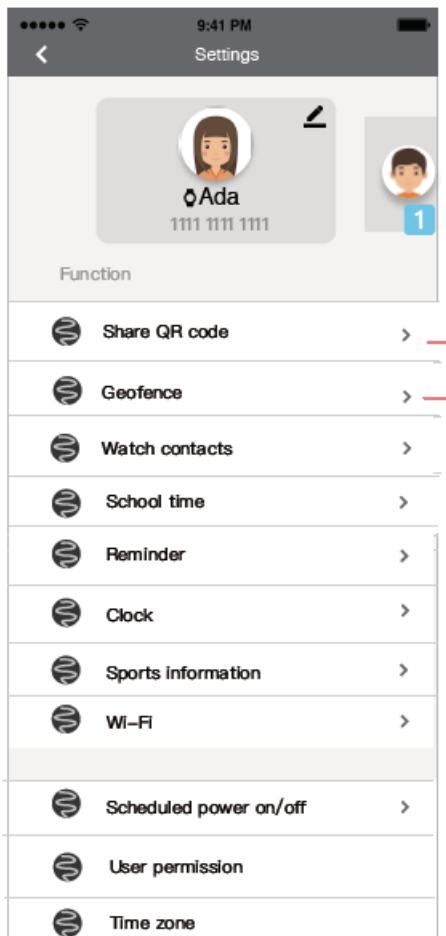 9:41 PM
Settings
Ada
1111 1111 1111
1
Function
Share QR code
Geofence
Watch contacts
School time
Reminder
Clock
Sports information
Wi-Fi
Scheduled power on/off
User permission
Time zone